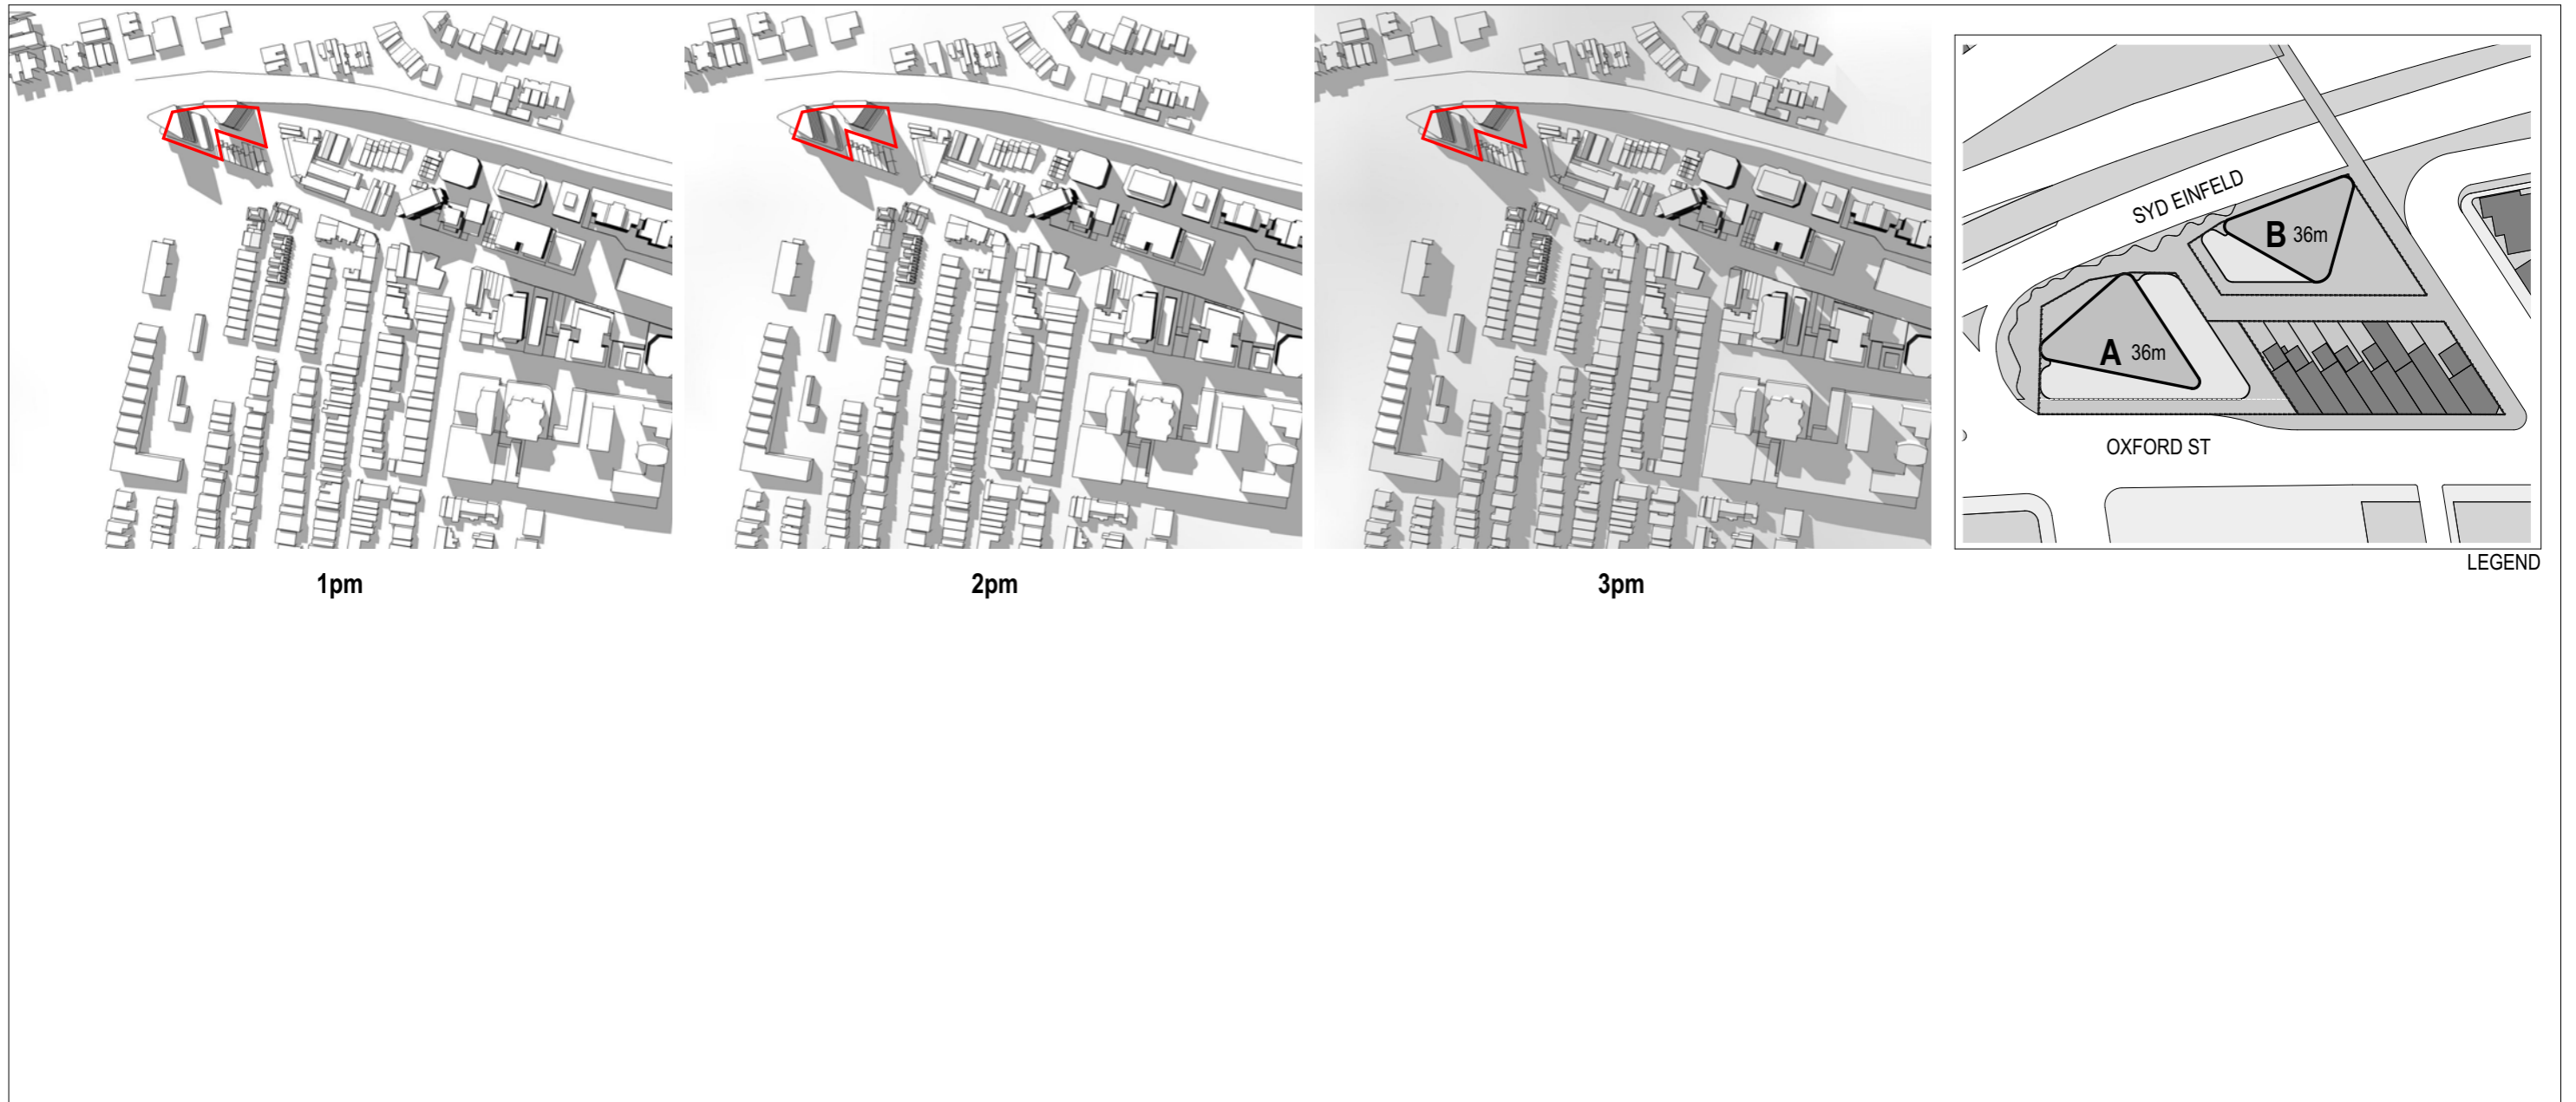 SYD EINFELD
B 36m
A 36m
OXFORD ST
LEGEND
1pm
2pm
3pm